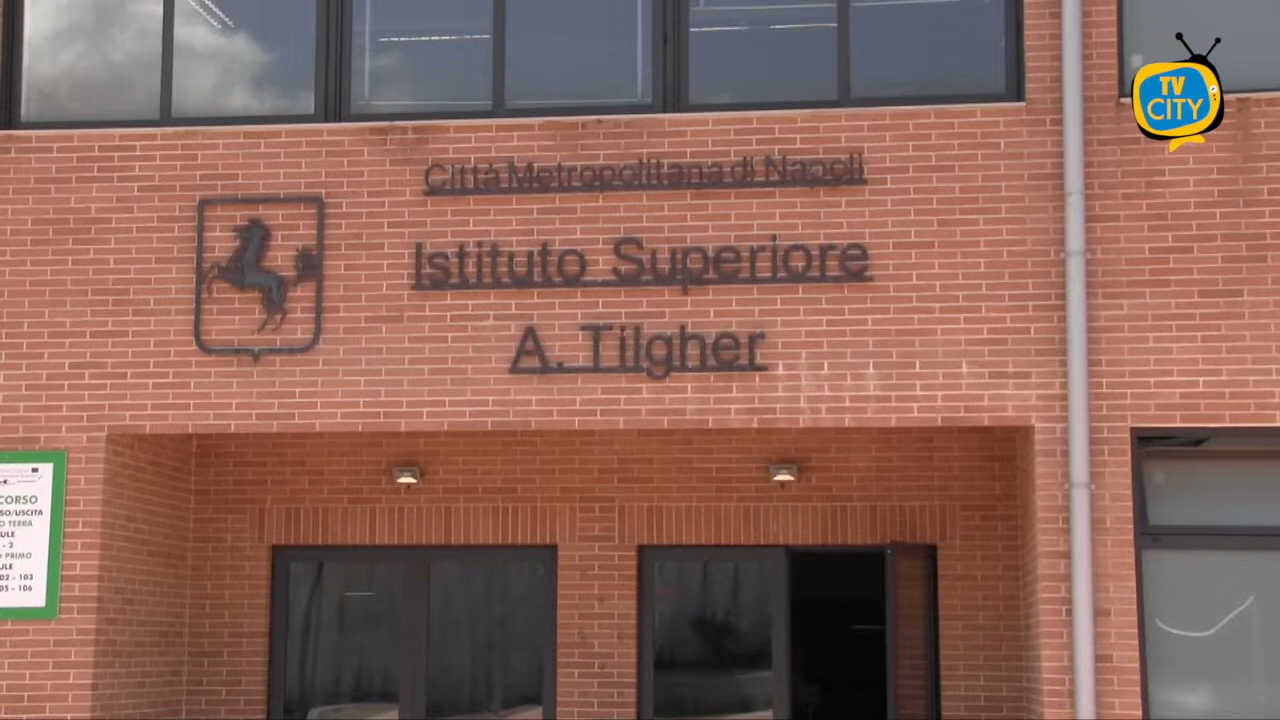 TV
CITY
Città Metropolitana di Napoli
Istituto Superiore
A. Tilgher
CORSO
SO/USCITA
O TERRA
ULE
- 2
O PRIMO
ULE
02 - 103
05 - 106